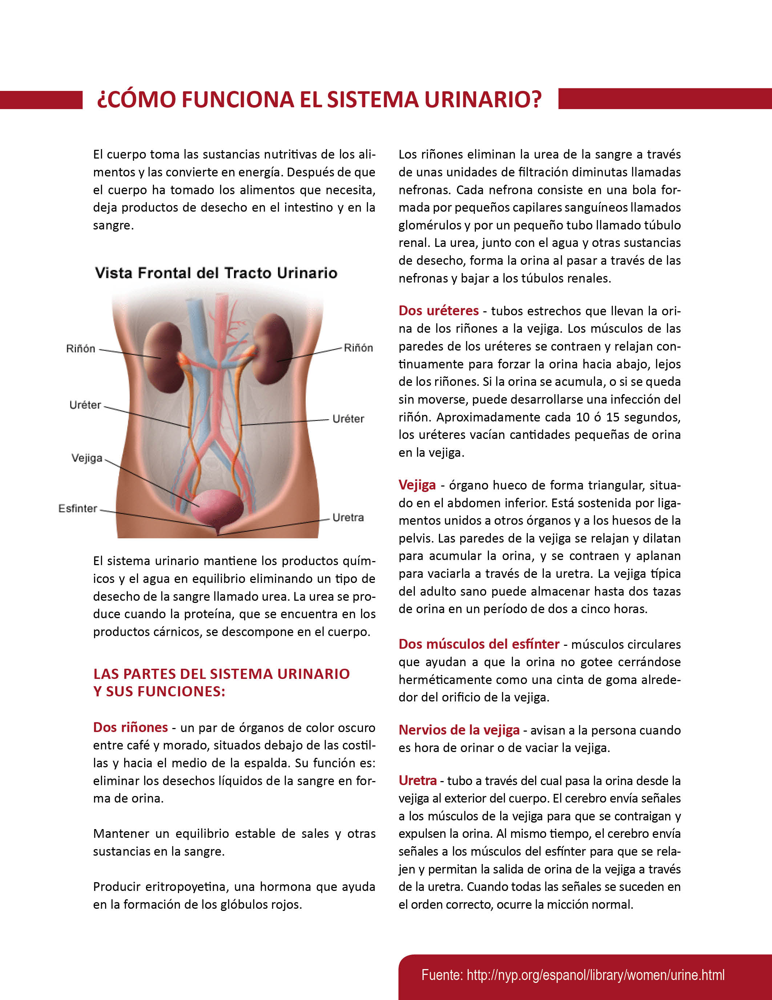 ¿CÓMO FUNCIONA EL SISTEMA URINARIO?
El cuerpo toma las sustancias nutritivas de los ali-
mentos y las convierte en energía. Después de que
el cuerpo ha tomado los alimentos que necesita,
deja productos de desecho en el intestino y en la
sangre.
Vista Frontal del Tracto Urinario
Riñón
Riñón
Uréter
Uréter
Vejiga
Esfinter
Uretra
El sistema urinario mantiene los productos quím-
icos y el agua en equilibrio eliminando un tipo de
desecho de la sangre llamado urea. La urea se pro-
duce cuando la proteína, que se encuentra en los
productos cárnicos, se descompone en el cuerpo.
LAS PARTES DEL SISTEMA URINARIO
Y SUS FUNCIONES:
Dos riñones - un par de órganos de color oscuro
entre café y morado, situados debajo de las costil-
las y hacia el medio de la espalda. Su función es:
eliminar los desechos líquidos de la sangre en for-
ma de orina.
Mantener un equilibrio estable de sales y otras
sustancias en la sangre.
Producir eritropoyetina, una hormona que ayuda
en la formación de los glóbulos rojos.
Los riñones eliminan la urea de la sangre a través
de unas unidades de filtración diminutas llamadas
nefronas. Cada nefrona consiste en una bola for-
mada por pequeños capilares sanguíneos llamados
glomérulos y por un pequeño tubo llamado túbulo
renal. La urea, junto con el agua y otras sustancias
de desecho, forma la orina al pasar a través de las
nefronas y bajar a los túbulos renales.
Dos uréteres - tubos estrechos que llevan la ori-
na de los riñones a la vejiga. Los músculos de las
paredes de los uréteres se contraen y relajan con-
tinuamente para forzar la orina hacia abajo, lejos
de los riñones. Si la orina se acumula, o si se queda
sin moverse, puede desarrollarse una infección del
riñón. Aproximadamente cada 10 ó 15 segundos,
los uréteres vacían cantidades pequeñas de orina
en la vejiga.
Vejiga - órgano hueco de forma triangular, situa-
do en el abdomen inferior. Está sostenida por liga-
mentos unidos a otros órganos y a los huesos de la
pelvis. Las paredes de la vejiga se relajan y dilatan
para acumular la orina, y se contraen y aplanan
para vaciarla a través de la uretra. La vejiga típica
del adulto sano puede almacenar hasta dos tazas
de orina en un período de dos a cinco horas.
Dos músculos del esfínter - músculos circulares
que ayudan a que la orina no gotee cerrándose
herméticamente como una cinta de goma alrede-
dor del orificio de la vejiga.
Nervios de la vejiga - avisan a la persona cuando
es hora de orinar o de vaciar la vejiga.
Uretra - tubo a través del cual pasa la orina desde la
vejiga al exterior del cuerpo. El cerebro envía señales
a los músculos de la vejiga para que se contraigan y
expulsen la orina. Al mismo tiempo, el cerebro envía
señales a los músculos del esfínter para que se rela-
jen y permitan la salida de orina de la vejiga a través
de la uretra. Cuando todas las señales se suceden en
el orden correcto, ocurre la micción normal.
Fuente: http://nyp.org/espanol/library/women/urine.html